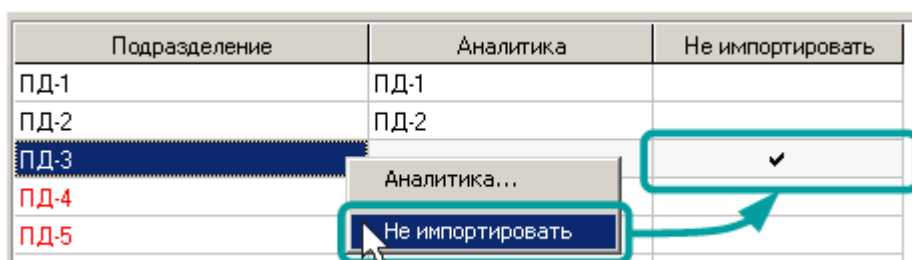 Подразделение Аналитика Не импортировать
ПД-1 ПД-1
ПД-2 ПД-2
ПД-3
Аналитика...
ПД-4
Не импортировать
ПД-5